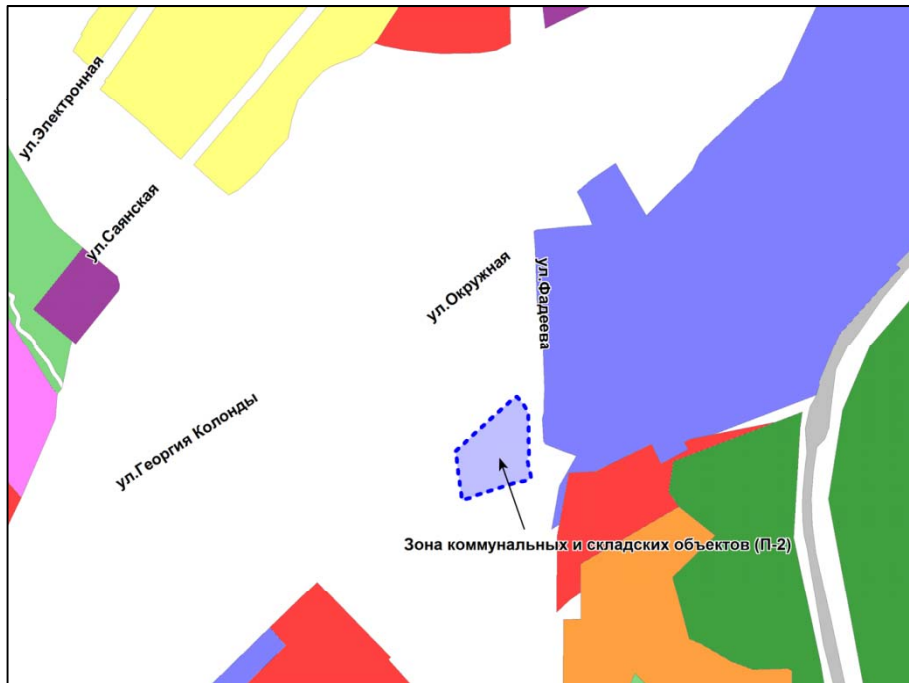 ул.Электронная
ул.Саянская
ул.Окружная
ул.Фадеева
ул.Георгия Колонды
Зона коммунальных и складских объектов (П-2)